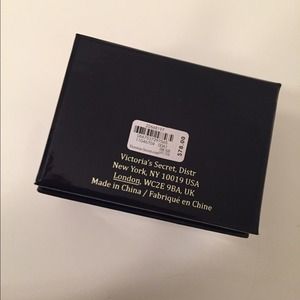 $78.00
Victoria's Secret, Distr
New York, NY 10019 USA
London, WC2E 9BA, UK
Made in China / Fabriqué en Chine